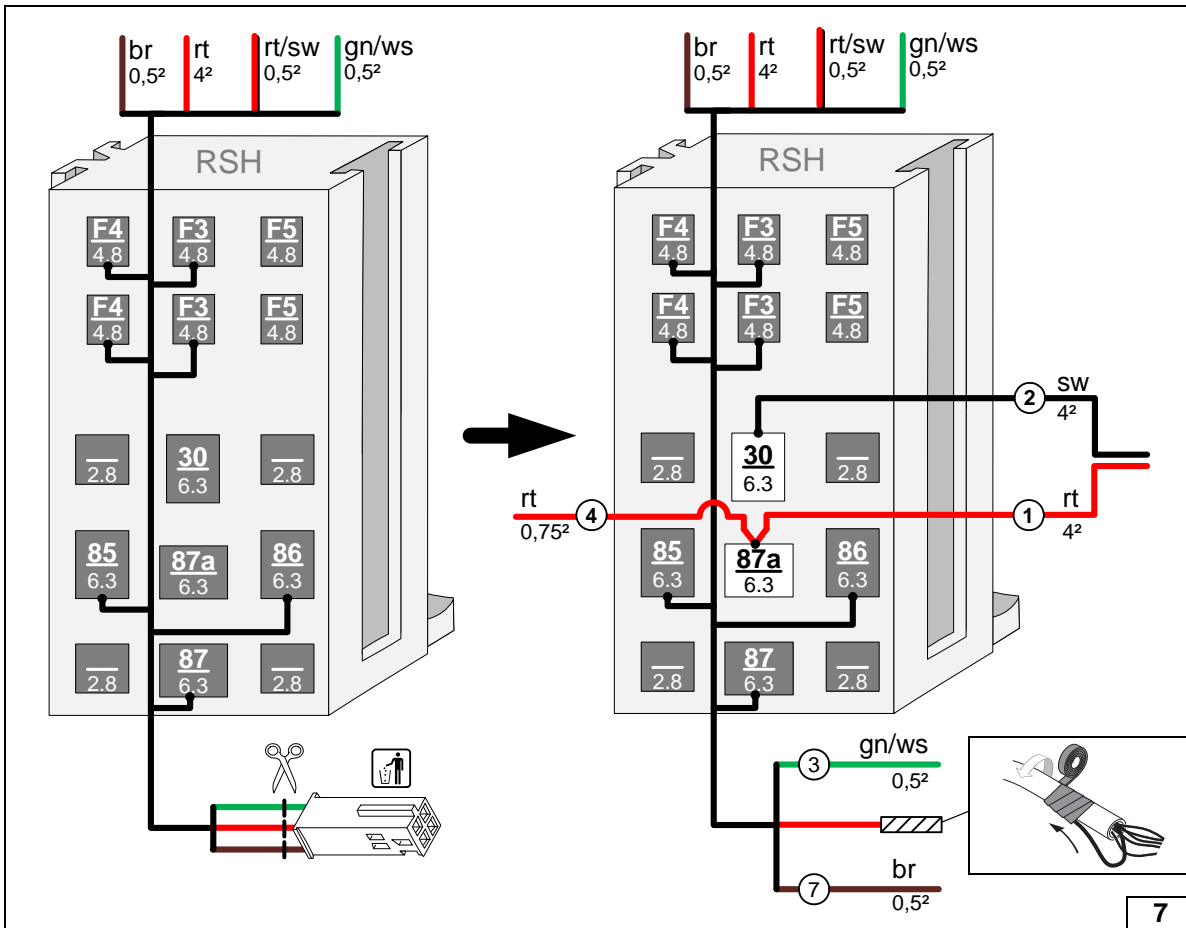 br rt rt/sw gn/ws
0,5² 4² 0,5² 0,5²
RSH
F4 F3 F5
4.8 4.8 4.8
F4 F3 F5
4.8 4.8 4.8
30
2.8 6.3 2.8
85 87a 86
6.3 6.3 6.3
87
2.8 6.3 2.8
br rt rt/sw gn/ws
0,5² 4² 0,5² 0,5²
RSH
F4 F3 F5
4.8 4.8 4.8
F4 F3 F5
4.8 4.8 4.8
2 sw
4²
30
2.8 6.3 2.8
rt 4
0,75²
1 rt
4²
85 87a 86
6.3 6.3 6.3
87
2.8 6.3 2.8
3 gn/ws
0,5²
7 br
0,5²
7